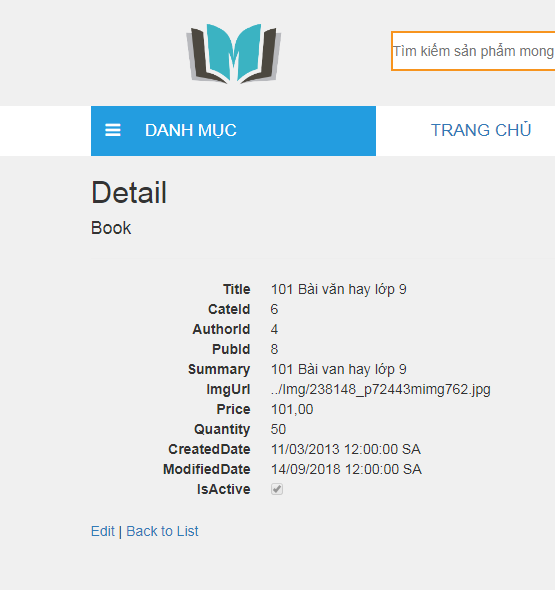 Tìm kiếm sản phẩm mong
DANH MỤC
TRANG CHỦ
Detail
Book
Title 101 Bài văn hay lớp 9
CateId 6
AuthorId 4
PubId 8
Summary 101 Bài van hay lớp 9
ImgUrl ../Img/238148_p72443mimg762.jpg
Price 101,00
Quantity 50
CreatedDate 11/03/2013 12:00:00 SA
ModifiedDate 14/09/2018 12:00:00 SA
IsActive
Edit | Back to List